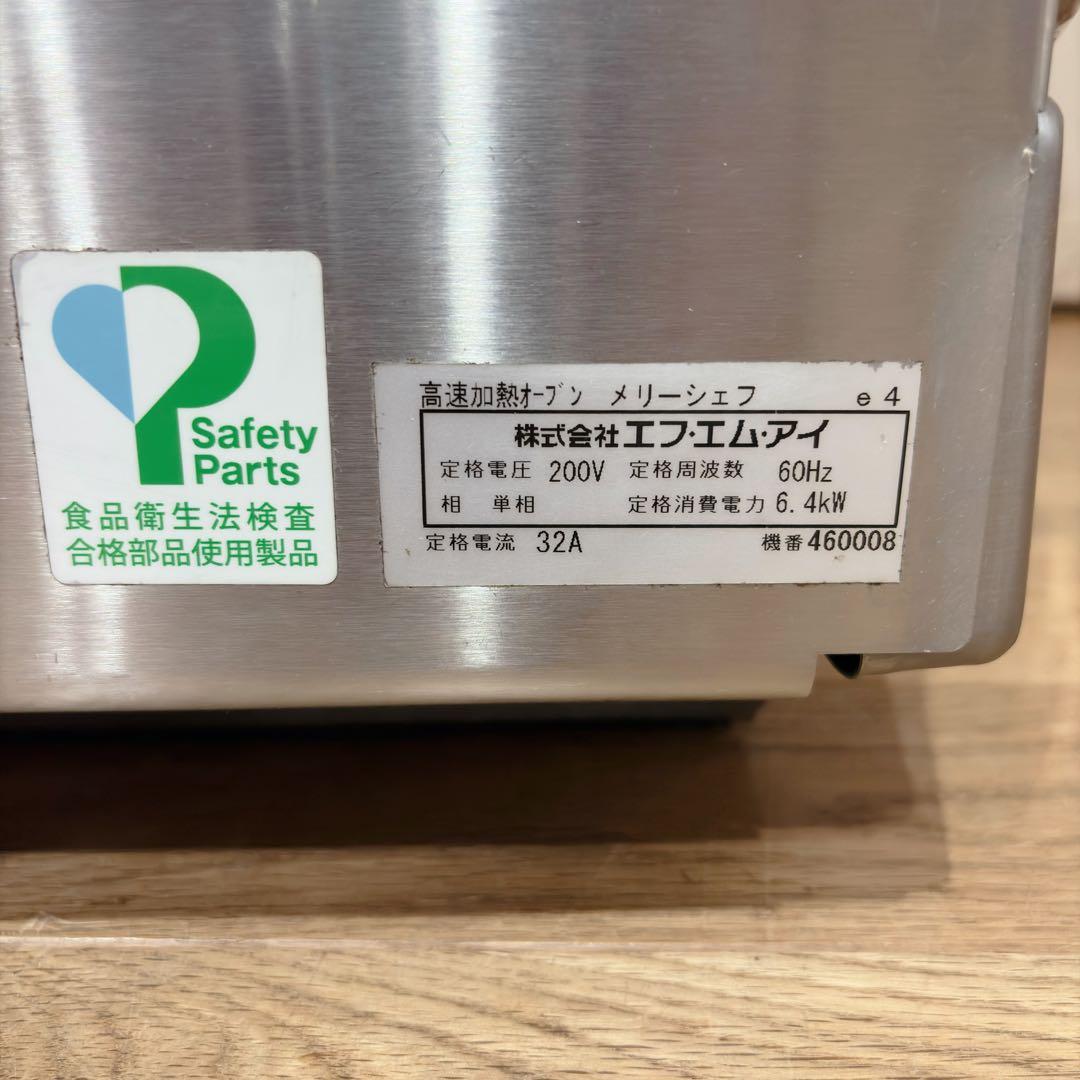 Safety
Parts
食品衛生法検査
合格部品使用製品
高速加熱ｵｰﾌﾞﾝ メリーシェフ e4
株式会社エフ・エム・アイ
定格電圧 200V 定格周波数 60Hz
相 単相 定格消費電力 6.4kW
定格電流 32A 機番460008